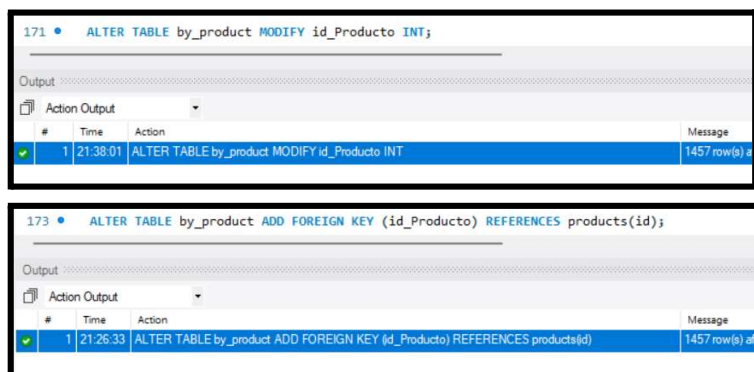 171 ALTER TABLE by_product MODIFY id_Producto INT;
Output
Action Output
# Time Action Message
1 21:38:01 ALTER TABLE by_product MODIFY id_Producto INT 1457 row(s) a
173 ALTER TABLE by_product ADD FOREIGN KEY (id_Producto) REFERENCES products(id);
Output
Action Output
# Time Action Message
1 21:26:33 ALTER TABLE by_product ADD FOREIGN KEY (id_Producto) REFERENCES products(id) 1457 row(s) af